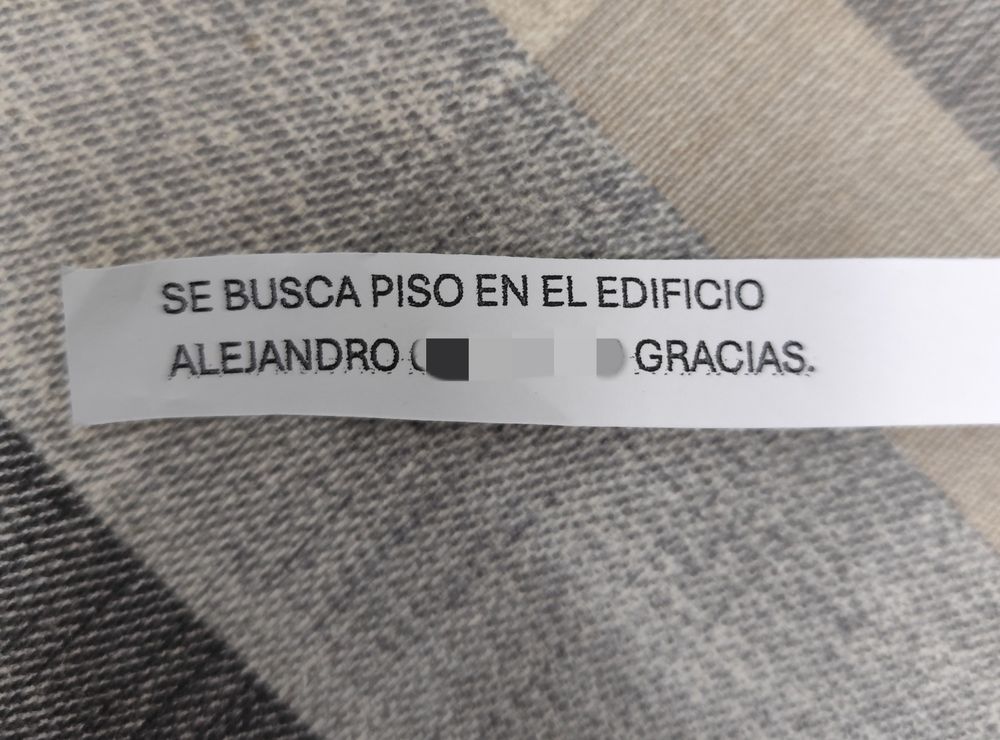 SE BUSCA PISO EN EL EDIFICIO
ALEJANDRO ( GRACIAS.